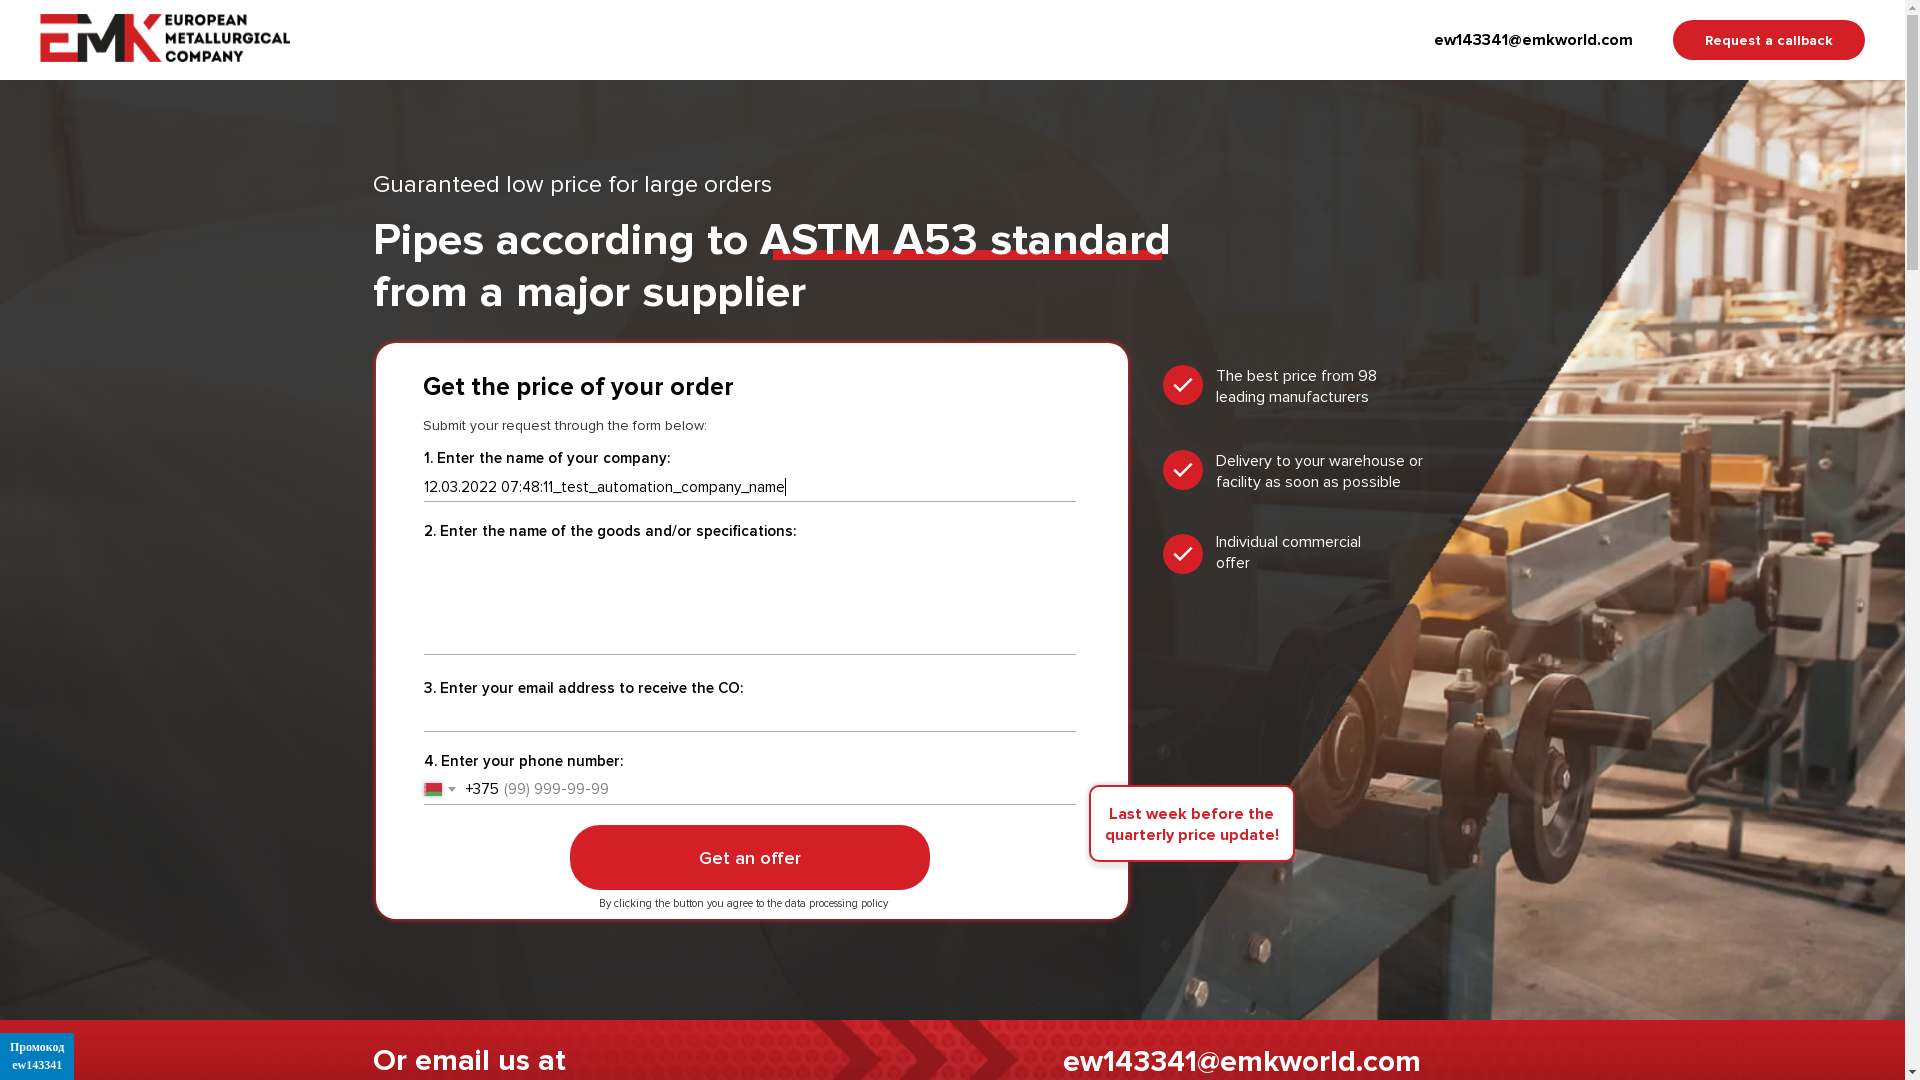 EMK EUROPEAN
METALLURGICAL
COMPANY
ew143341@emkworld.com
Request a callback
Guaranteed low price for large orders
Pipes according to ASTM A53 standard
from a major supplier
Get the price of your order
Submit your request through the form below:
1. Enter the name of your company:
12.03.2022 07:48:11_test_automation_company_name
2. Enter the name of the goods and/or specifications:
3. Enter your email address to receive the CO:
4. Enter your phone number:
+375 (99) 999-99-99
Get an offer
By clicking the button you agree to the data processing policy
The best price from 98
leading manufacturers
Delivery to your warehouse or
facility as soon as possible
Individual commercial
offer
Last week before the
quarterly price update!
Or email us at
ew143341@emkworld.com
Промокод
ew143341